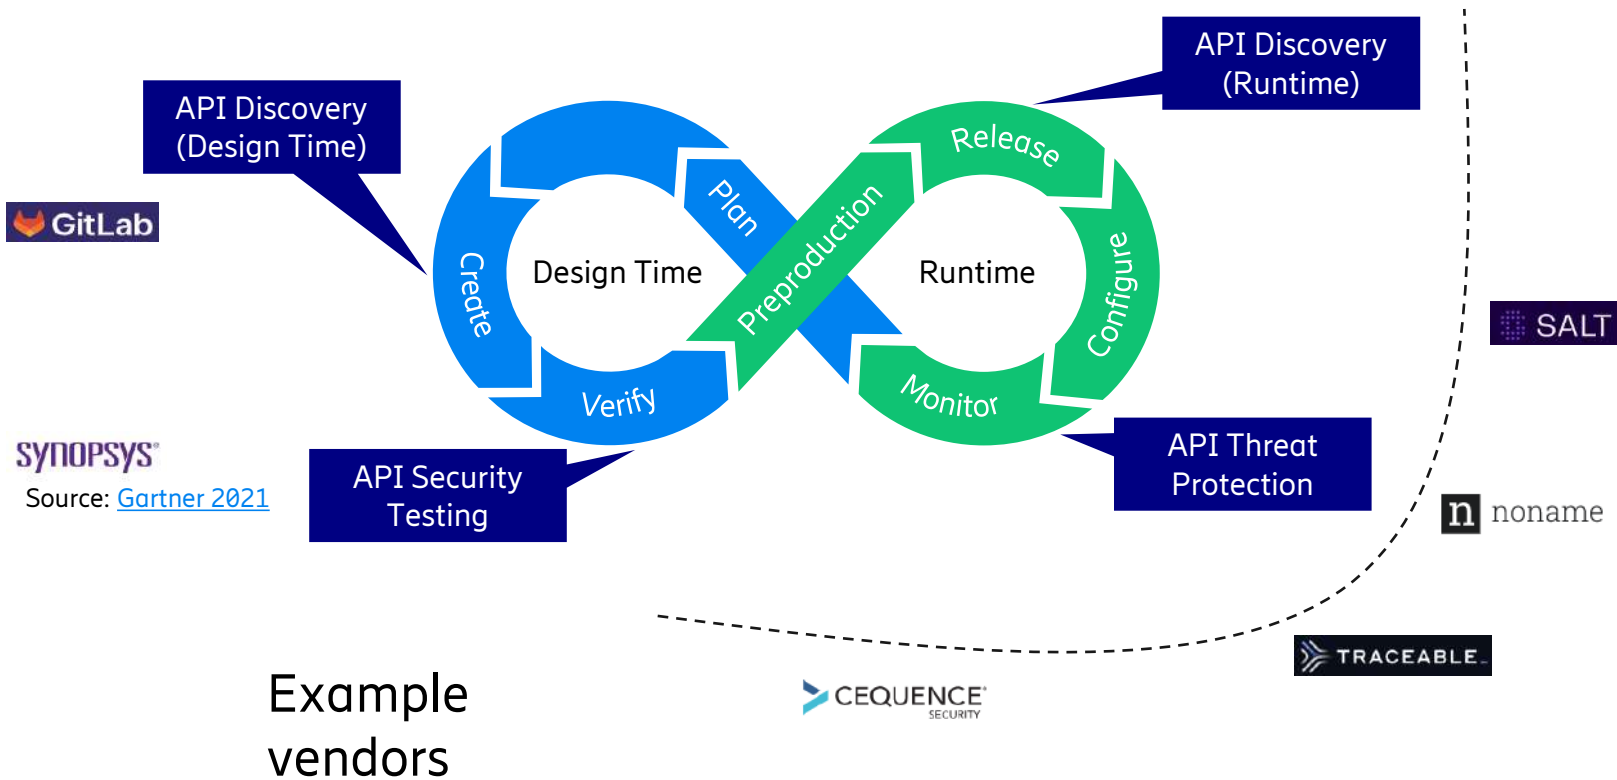 API Discovery
(Runtime)
API Discovery
(Design Time)
Release
Plan
GitLab
Preproduction
Create
Design Time
Runtime
Configure
SALT
Verify
Monitor
SYNOPSYS®
Source: Gartner 2021
API Security
Testing
API Threat
Protection
n noname
TRACEABLE
CEQUENCE
SECURITY
Example
vendors